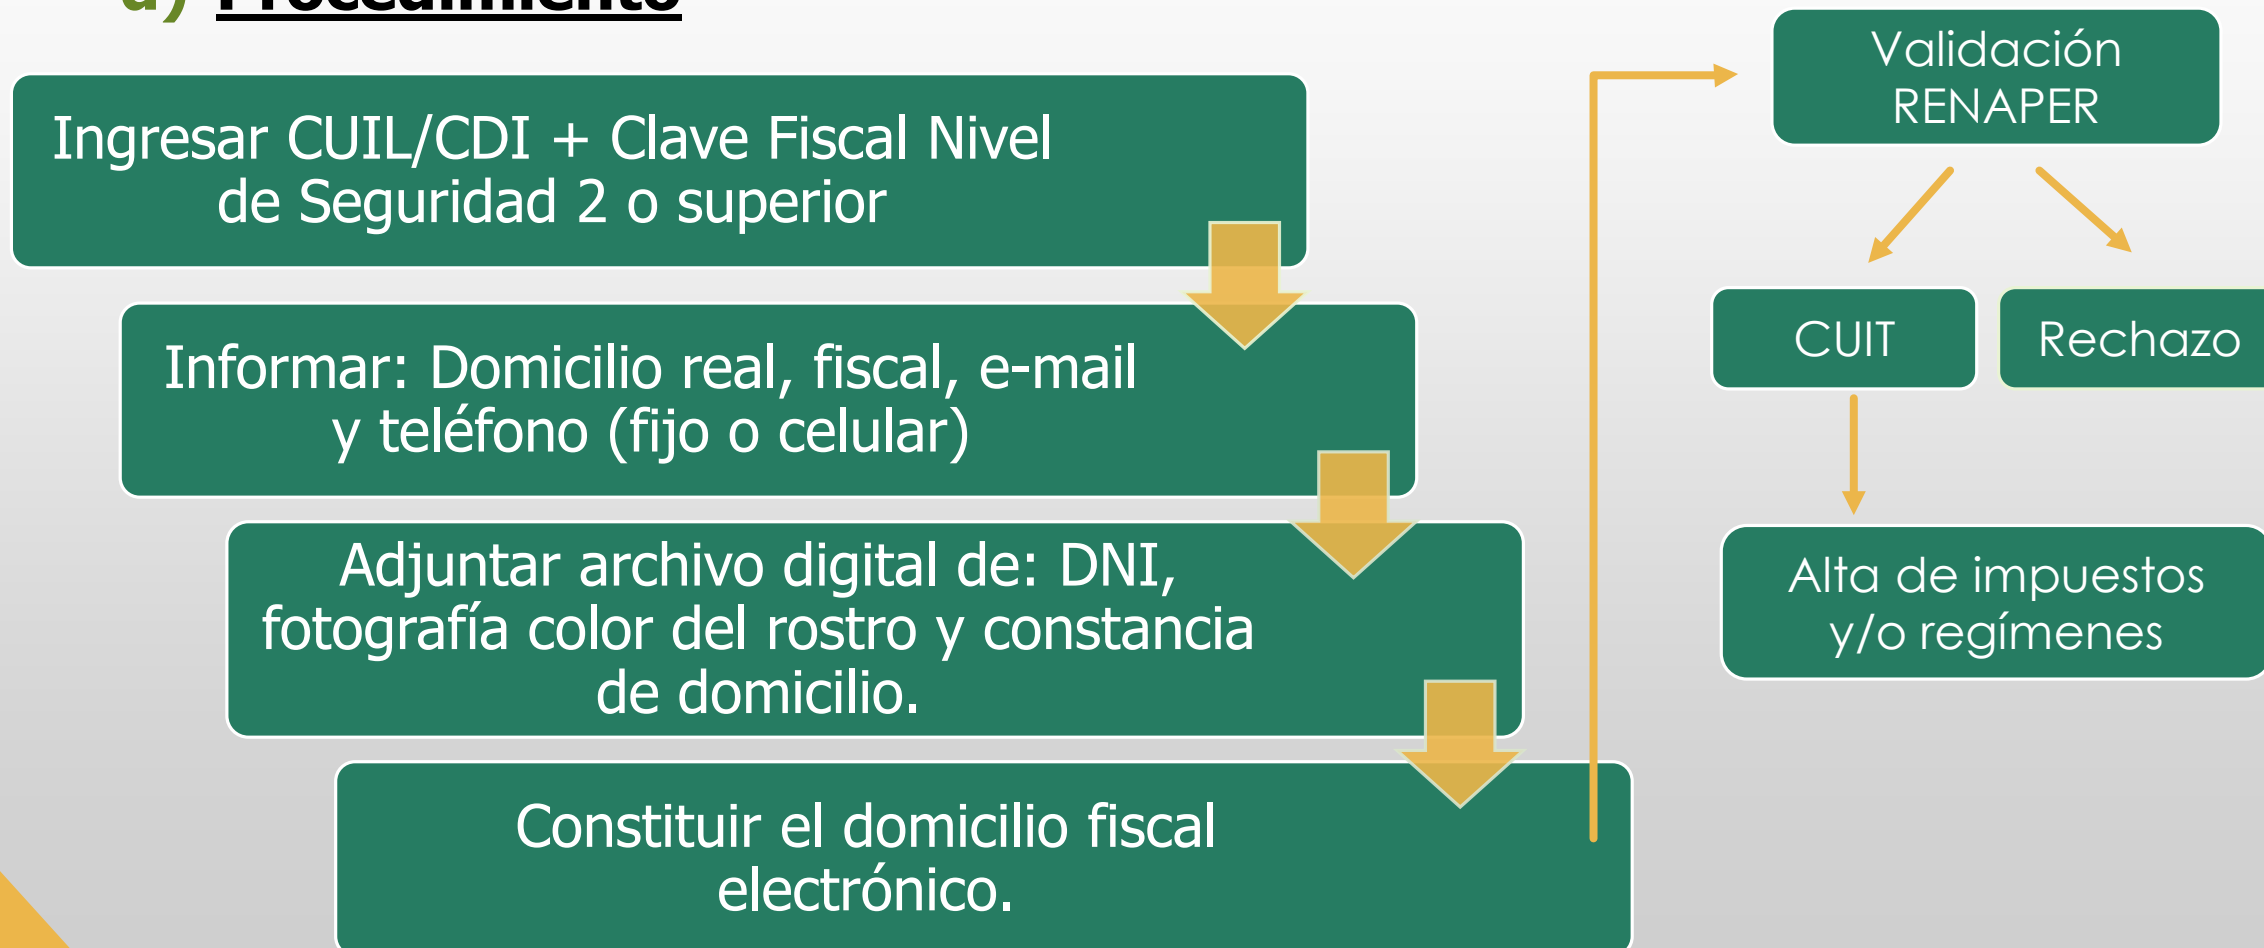 Procedimiento
Ingresar CUIL/CDI + Clave Fiscal Nivel
de Seguridad 2 o superior
Informar: Domicilio real, fiscal, e-mail
y teléfono (fijo o celular)
Adjuntar archivo digital de: DNI,
fotografía color del rostro y constancia
de domicilio.
Constituir el domicilio fiscal
electrónico.
Validación
RENAPER
CUIT
Rechazo
Alta de impuestos
y/o regímenes